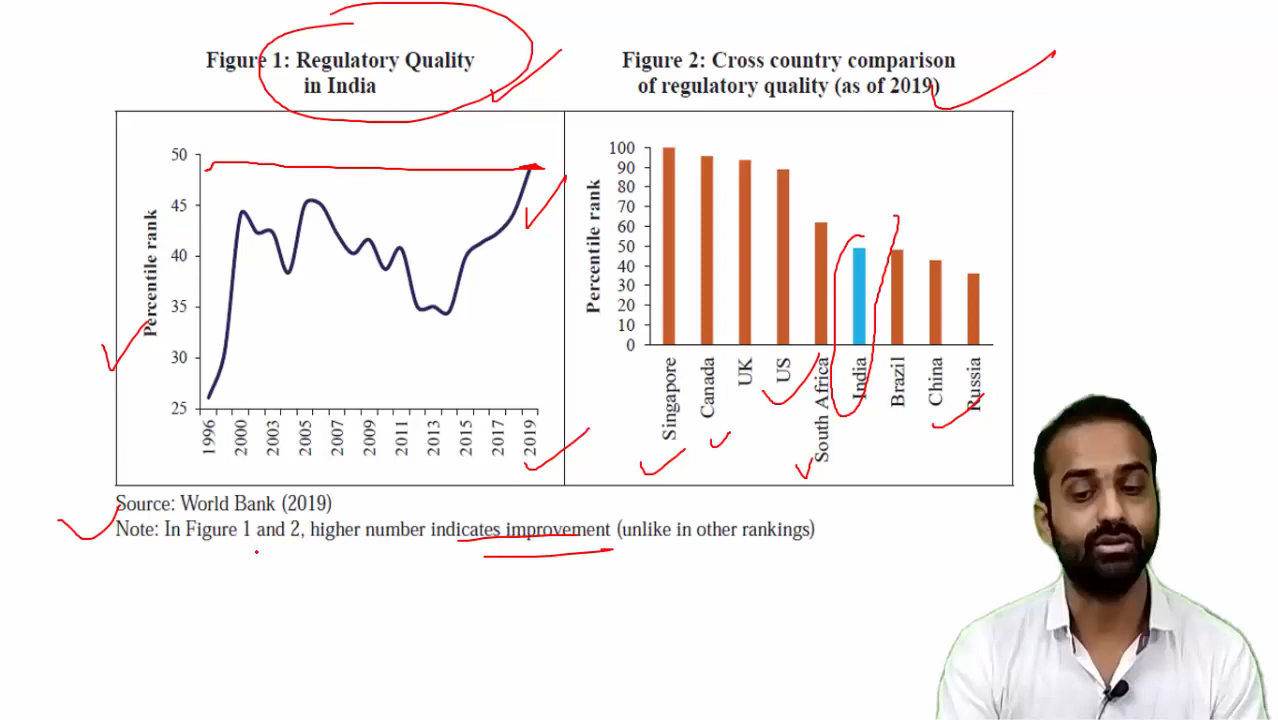 Figure 1: Regulatory Quality
in India
Figure 2: Cross country comparison
of regulatory quality (as of 2019)
Percentile rank
50
45
40
35
30
25
1996
2000
2003
2005
2007
2009
2011
2013
2015
2017
2019
Percentile rank
100
90
80
70
60
50
40
30
20
10
0
Singapore
Canada
UK
US
South Africa
India
Brazil
China
Russia
Source: World Bank (2019)
Note: In Figure 1 and 2, higher number indicates improvement (unlike in other rankings)